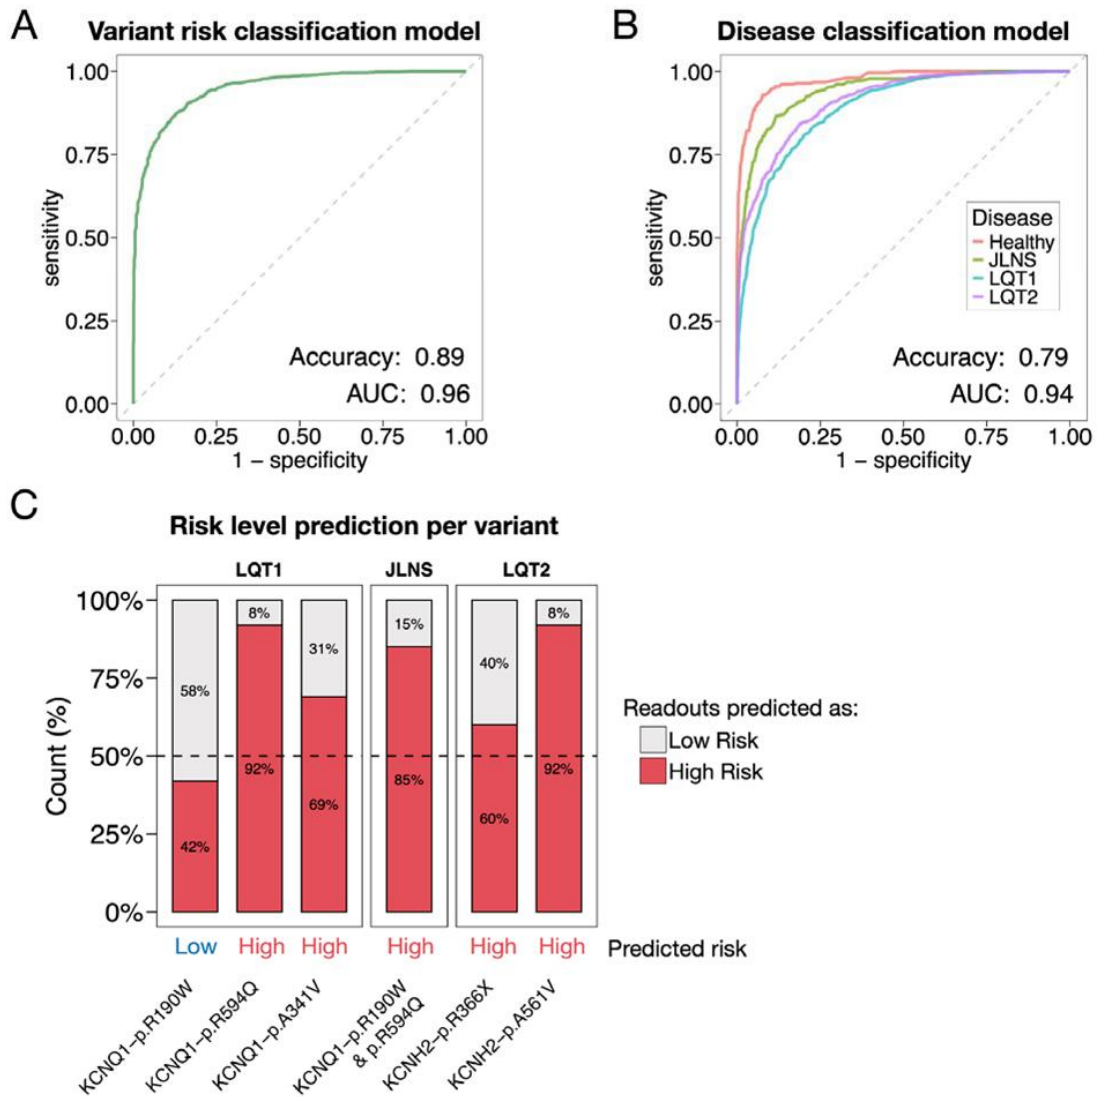 A
Variant risk classification model
1.00
0.75
0.50
0.25
0.00
sensitivity
Accuracy: 0.89
AUC: 0.96
0.00 0.25 0.50 0.75 1.00
1 − specificity
B
Disease classification model
1.00
0.75
0.50
0.25
0.00
sensitivity
Disease
Healthy
JLNS
LQT1
LQT2
Accuracy: 0.79
AUC: 0.94
0.00 0.25 0.50 0.75 1.00
1 − specificity
C
Risk level prediction per variant
LQT1 JLNS LQT2
100%
75%
50%
25%
0%
Count (%)
58%
42%
8%
92%
31%
69%
15%
85%
40%
60%
8%
92%
Readouts predicted as:
Low Risk
High Risk
Low High High High High High Predicted risk
KCNQ1−p.R190W
KCNQ1−p.R594Q
KCNQ1−p.A341V
KCNQ1−p.R190W
& p.R594Q
KCNH2−p.R366X
KCNH2−p.A561V